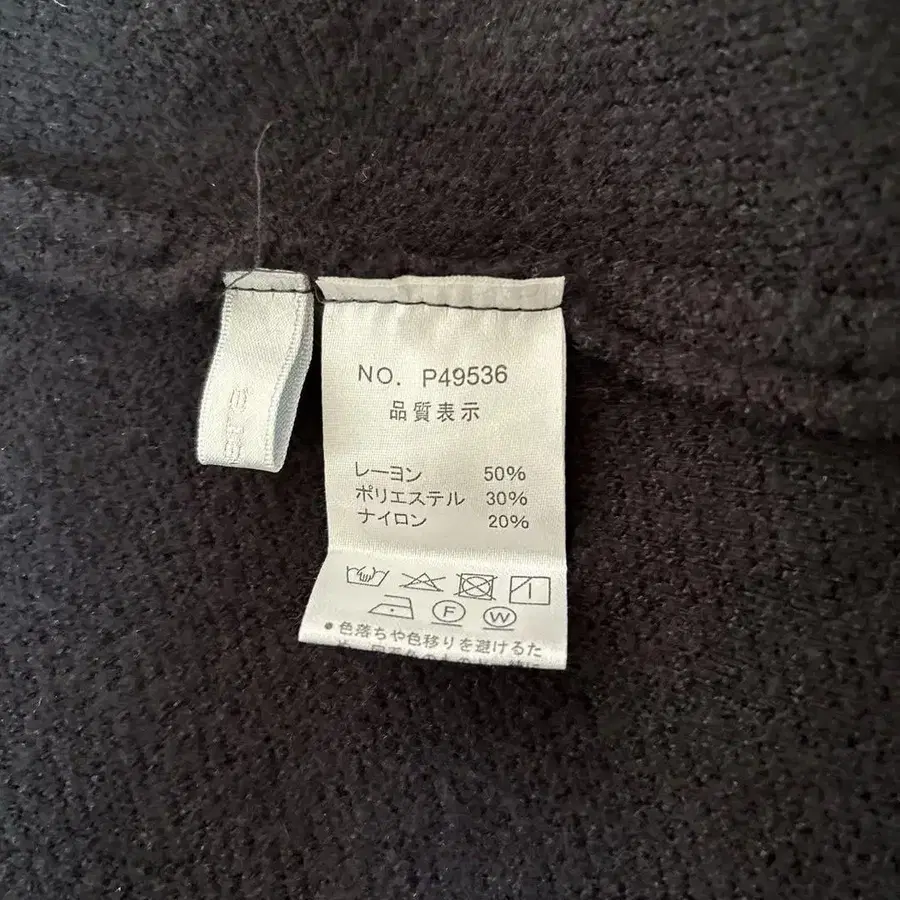 NO. P49536
品質表示
レーヨン 50%
ポリエステル 30%
ナイロン 20%
F W
● 色落ちや色移りを避けるた